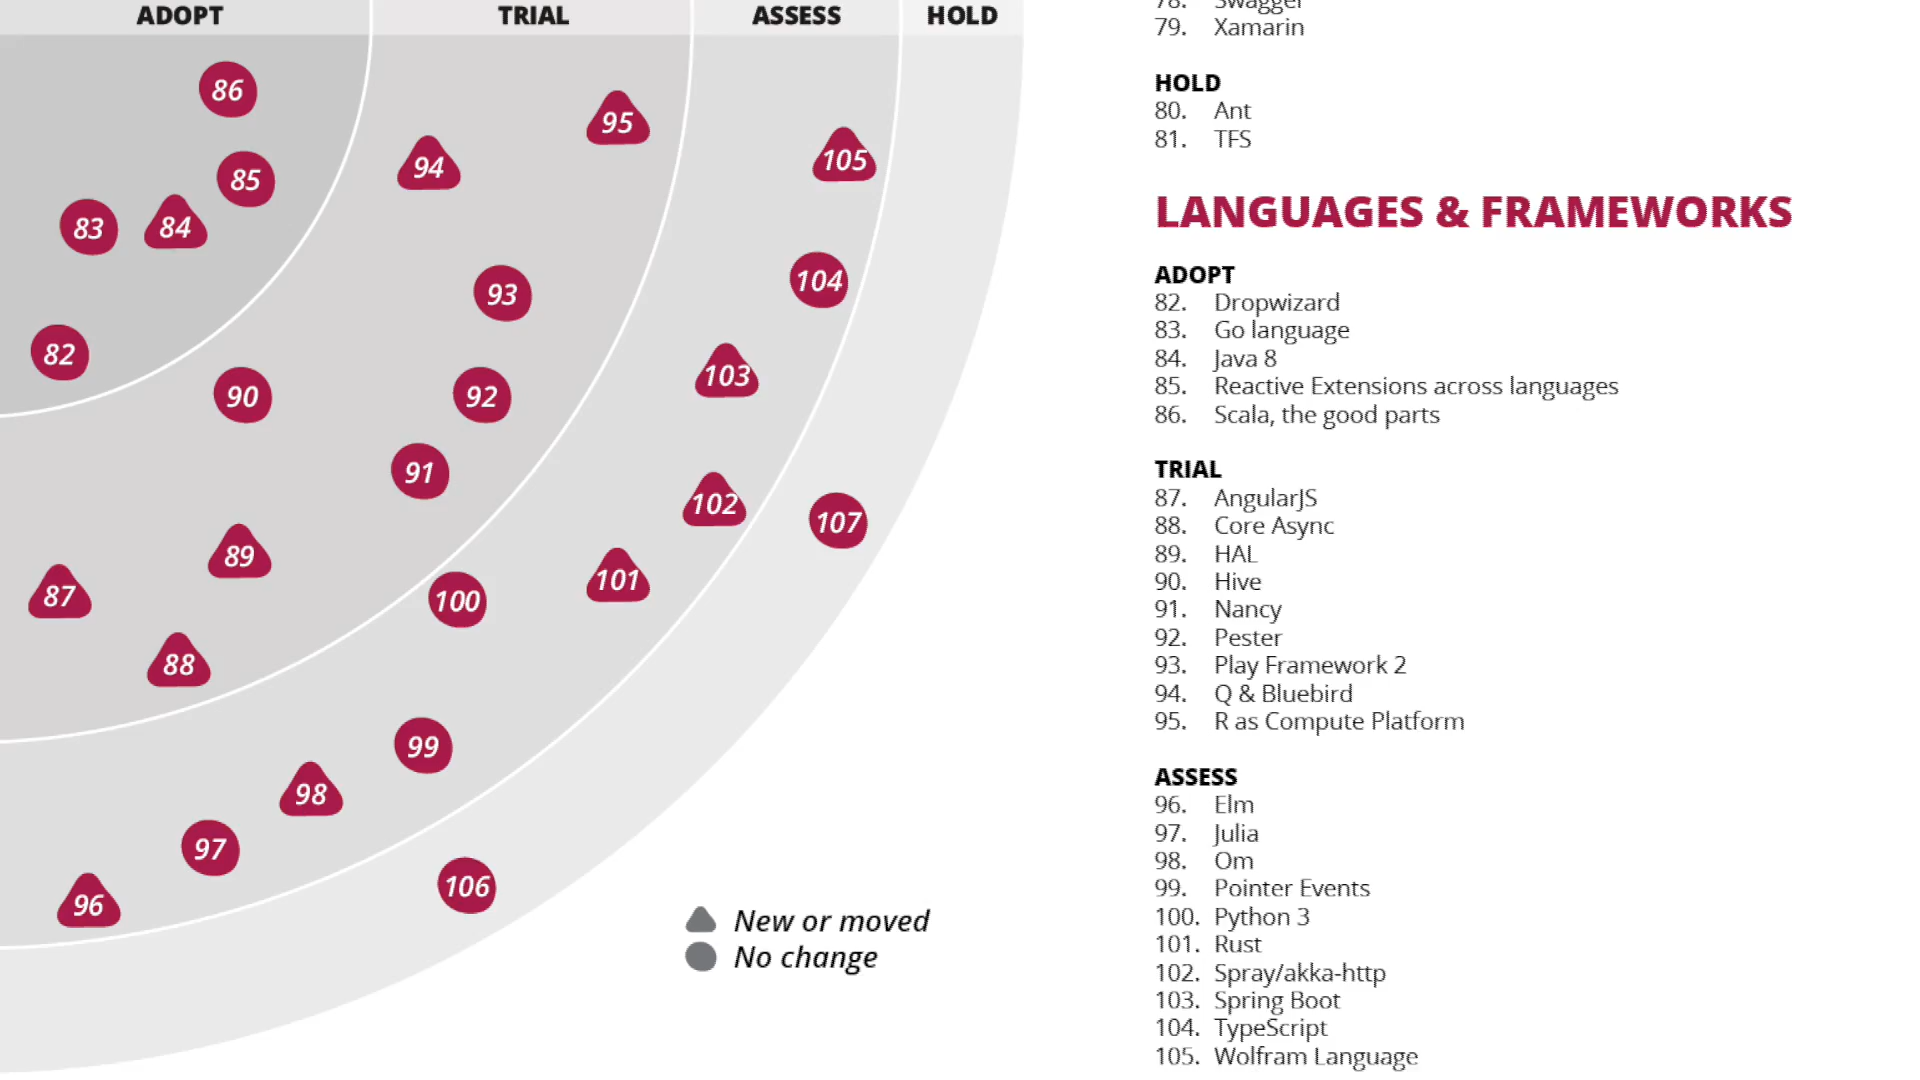 ADOPT
TRIAL
ASSESS
HOLD
86
95
94
105
85
83
84
104
93
82
103
90
92
91
102
107
89
101
87
100
88
99
98
97
96
106
New or moved
No change
78. Swagger
79. Xamarin
HOLD
80. Ant
81. TFS
LANGUAGES & FRAMEWORKS
ADOPT
82. Dropwizard
83. Go language
84. Java 8
85. Reactive Extensions across languages
86. Scala, the good parts
TRIAL
87. AngularJS
88. Core Async
89. HAL
90. Hive
91. Nancy
92. Pester
93. Play Framework 2
94. Q & Bluebird
95. R as Compute Platform
ASSESS
96. Elm
97. Julia
98. Om
99. Pointer Events
100. Python 3
101. Rust
102. Spray/akka-http
103. Spring Boot
104. TypeScript
105. Wolfram Language